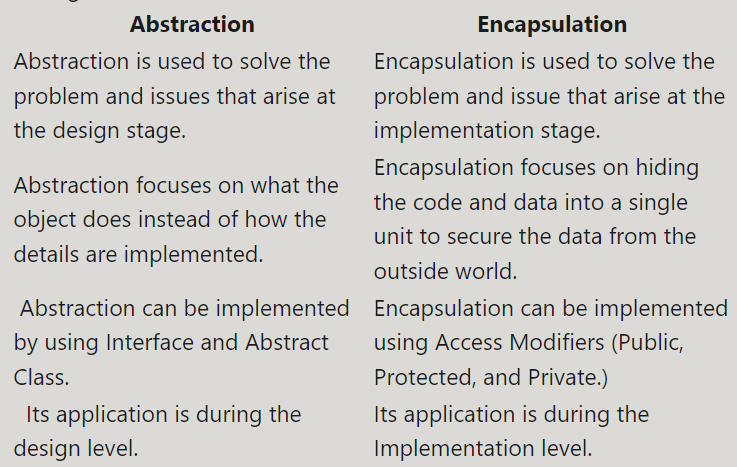 Abstraction
Encapsulation
Abstraction is used to solve the
problem and issues that arise at
the design stage.
Encapsulation is used to solve the
problem and issue that arise at the
implementation stage.
Abstraction focuses on what the
object does instead of how the
details are implemented.
Encapsulation focuses on hiding
the code and data into a single
unit to secure the data from the
outside world.
Abstraction can be implemented
by using Interface and Abstract
Class.
Encapsulation can be implemented
using Access Modifiers (Public,
Protected, and Private.)
Its application is during the
design level.
Its application is during the
Implementation level.